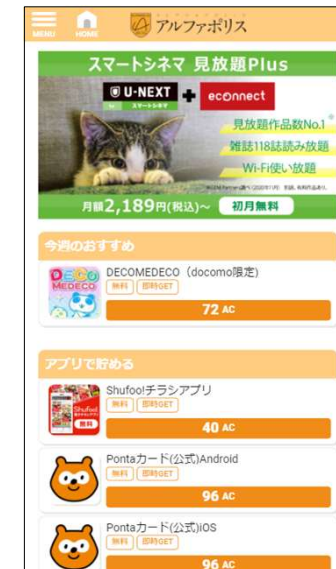 MENU
HOME
アルファポリス
スマートシネマ 見放題Plus
U-NEXT
スマートシネマ
econnect
見放題作品数No.1
雑誌118誌読み放題
Wi-Fi使い放題
月額2,189円(税込)～
初月無料
今週のおすすめ
DECO
MEDECO
DECOMEDECO（docomo限定)
無料 即時GET
72 AC
アプリで貯める
Shufoo!
無料
Shufoo!チラシアプリ
無料 即時GET
40 AC
Pontaカード(公式)Android
無料 即時GET
96 AC
Pontaカード(公式)iOS
無料 即時GET
96 AC